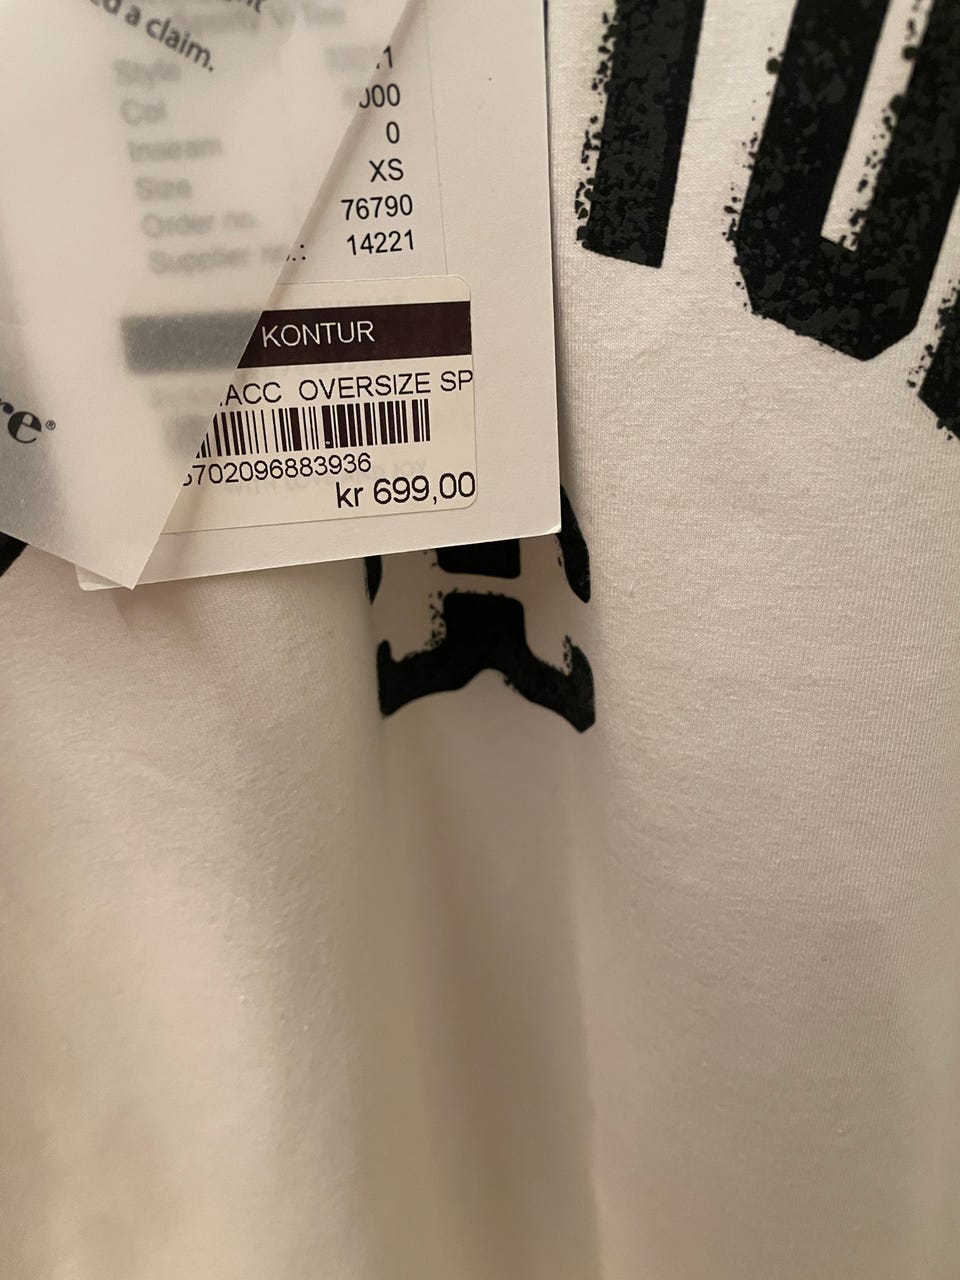 a claim.
Style
Col
000
Inseam
0
Size XS
Order no. 76790
Supplier no.: 14221
KONTUR
ACC OVERSIZE SP
5702096883936
kr 699,00